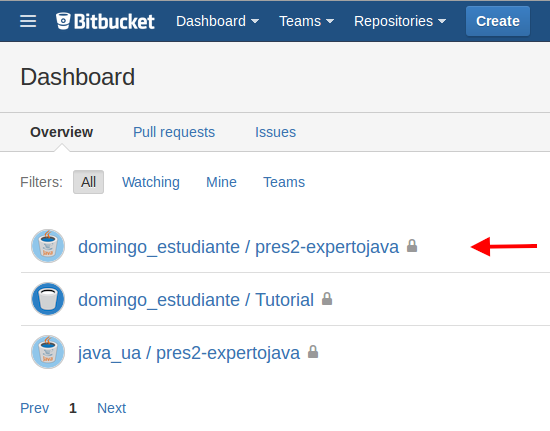 Bitbucket Dashboard Teams Repositories Create
Dashboard
Overview Pull requests Issues
Filters: All Watching Mine Teams
domingo_estudiante / pres2-expertojava
domingo_estudiante / Tutorial
java_ua / pres2-expertojava
Prev 1 Next